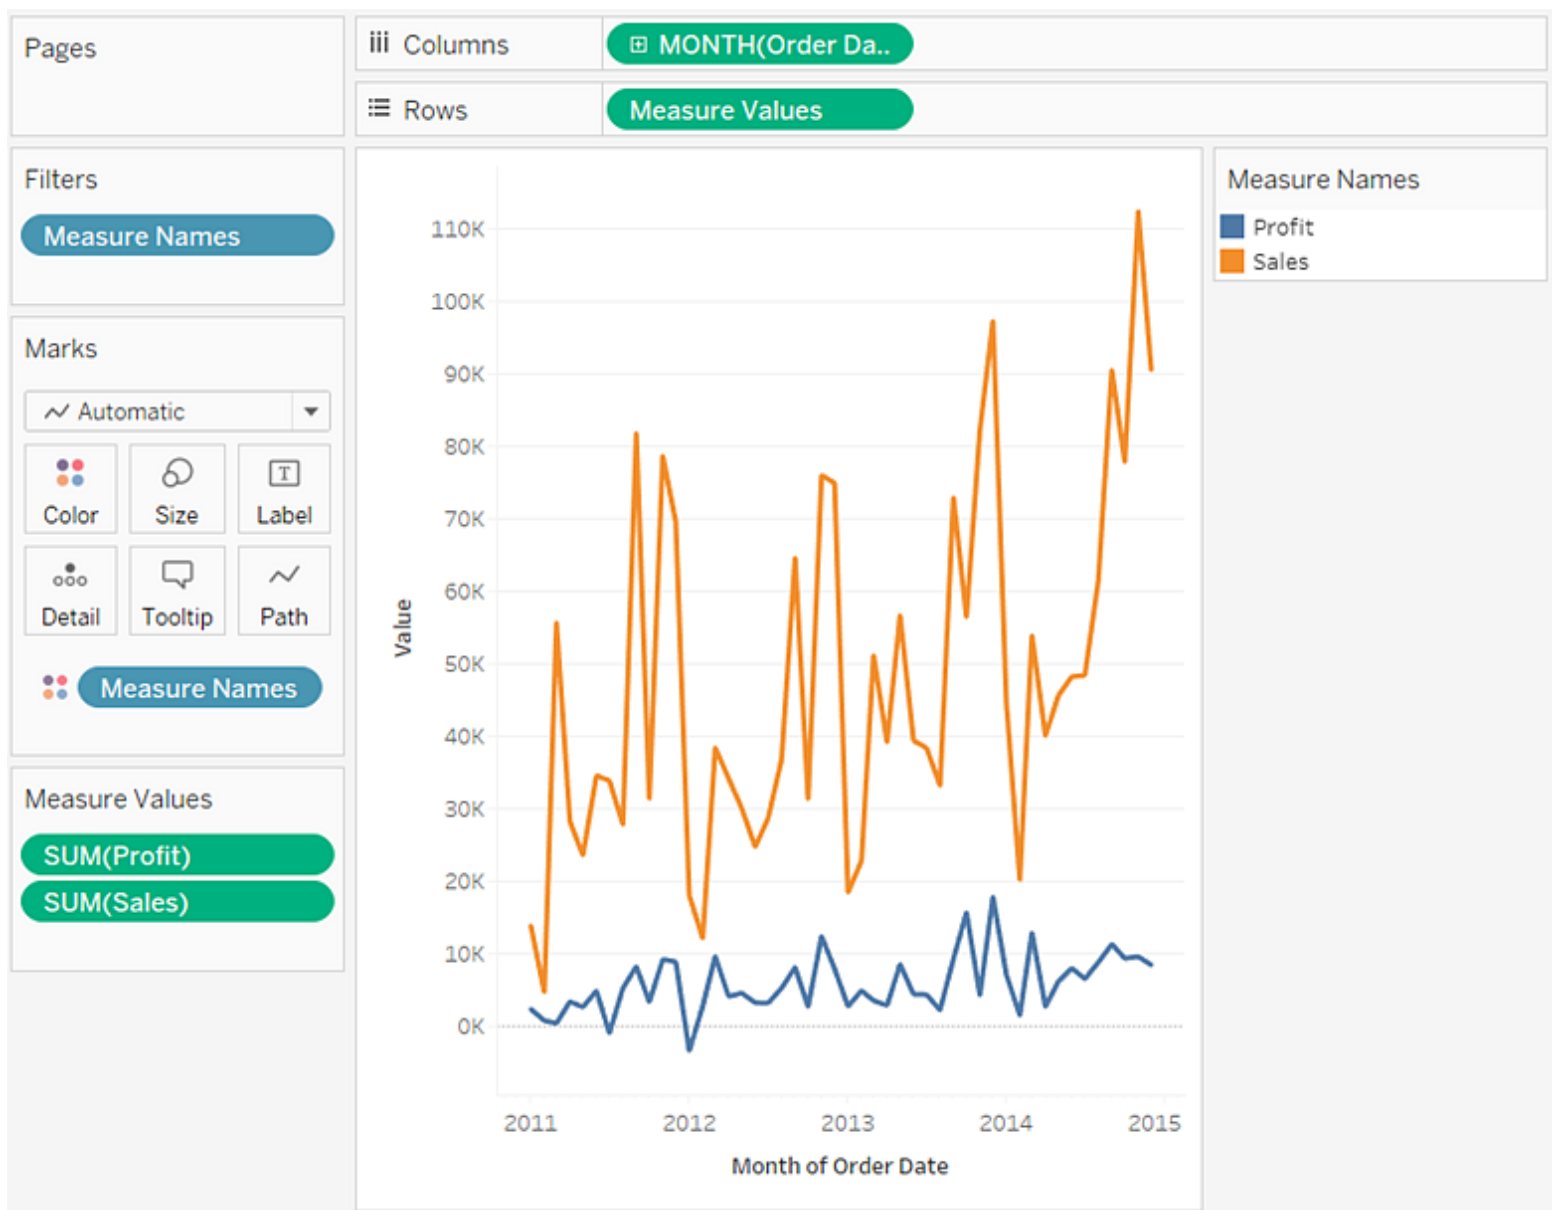 Pages
Columns
MONTH(Order Da..
Rows
Measure Values
Filters
Measure Names
Marks
Automatic
Color
Size
Label
Detail
Tooltip
Path
Measure Names
Measure Values
SUM(Profit)
SUM(Sales)
110K
100K
90K
80K
70K
60K
50K
40K
30K
20K
10K
0K
Value
2011
2012
2013
2014
2015
Month of Order Date
Measure Names
Profit
Sales